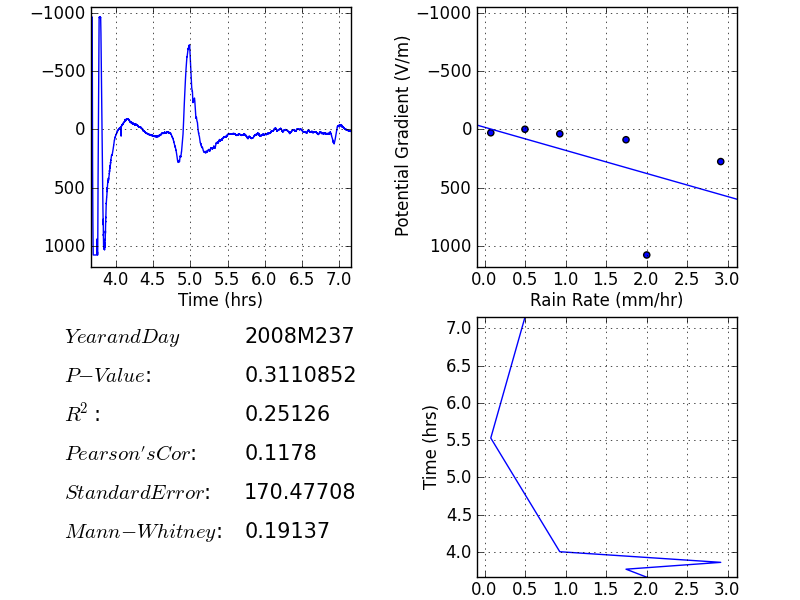 −1000
−500
0
500
1000
4.0 4.5 5.0 5.5 6.0 6.5 7.0
Time (hrs)
Potential Gradient (V/m)
−1000
−500
0
500
1000
0.0 0.5 1.0 1.5 2.0 2.5 3.0
Rain Rate (mm/hr)
YearandDay 2008M237
P−Value: 0.3110852
R²: 0.25126
Pearson'sCor: 0.1178
StandardError: 170.47708
Mann−Whitney: 0.19137
Time (hrs)
7.0
6.5
6.0
5.5
5.0
4.5
4.0
0.0 0.5 1.0 1.5 2.0 2.5 3.0